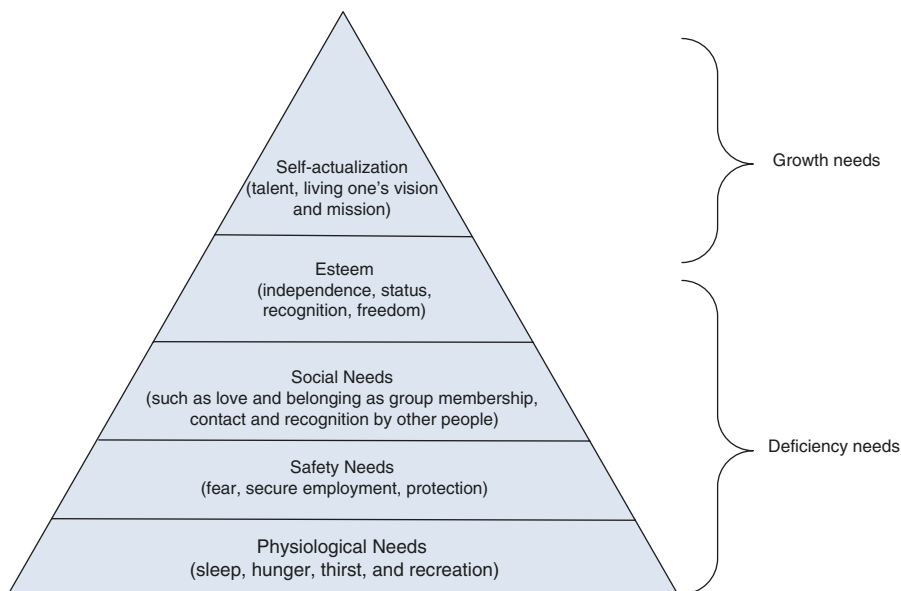 Self-actualization
(talent, living one's vision
and mission)
Growth needs
Esteem
(independence, status,
recognition, freedom)
Social Needs
(such as love and belonging as group membership,
contact and recognition by other people)
Deficiency needs
Safety Needs
(fear, secure employment, protection)
Physiological Needs
(sleep, hunger, thirst, and recreation)